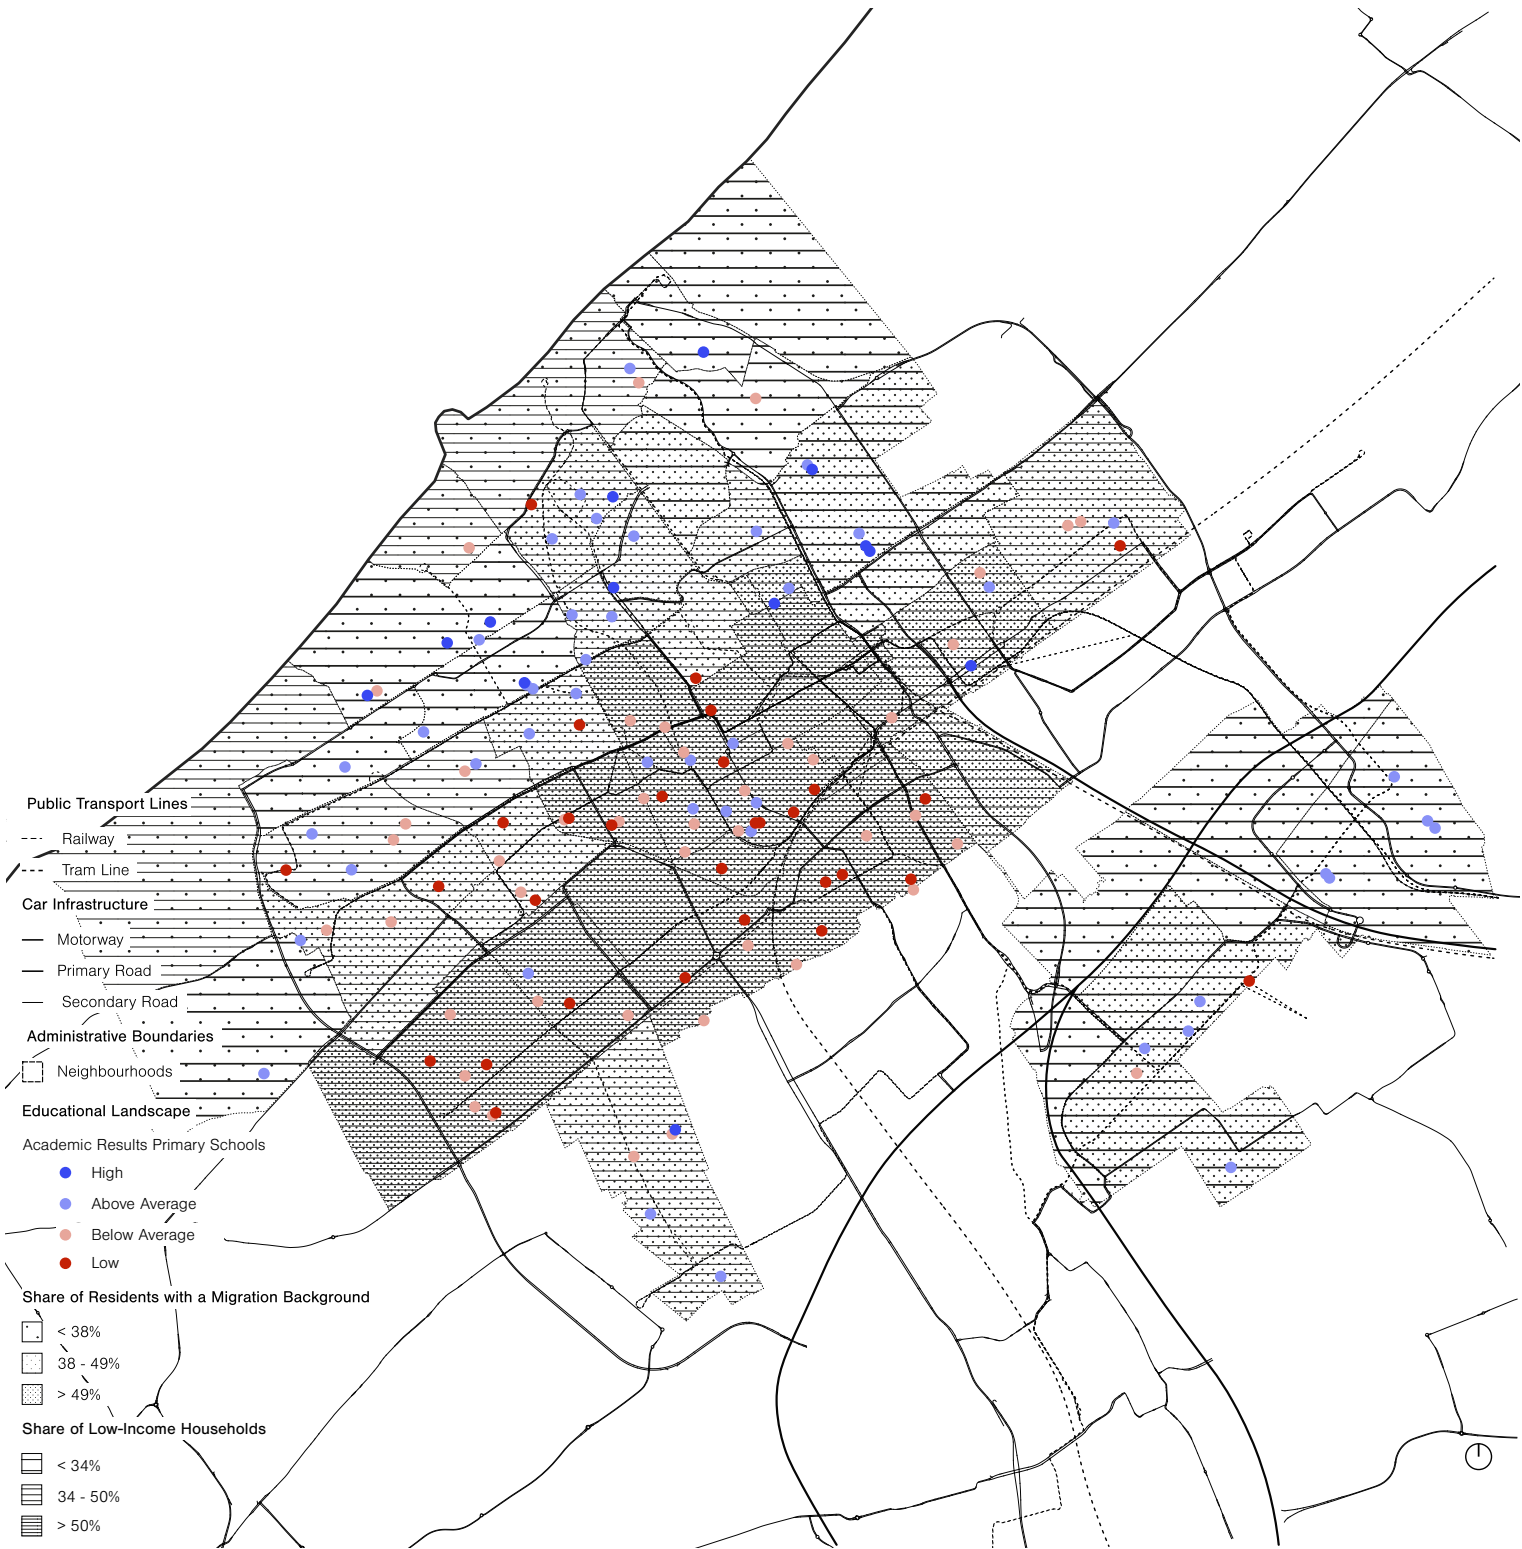 Public Transport Lines
Railway
Tram Line
Car Infrastructure
Motorway
Primary Road
Secondary Road
Administrative Boundaries
Neighbourhoods
Educational Landscape
Academic Results Primary Schools
High
Above Average
Below Average
Low
Share of Residents with a Migration Background
< 38%
38 - 49%
> 49%
Share of Low-Income Households
< 34%
34 - 50%
> 50%